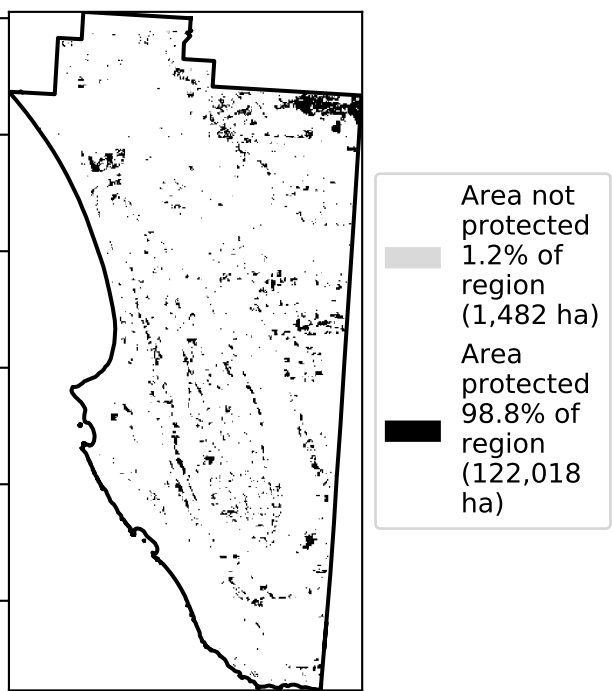 Area not
protected
1.2% of
region
(1,482 ha)
Area
protected
98.8% of
region
(122,018
ha)